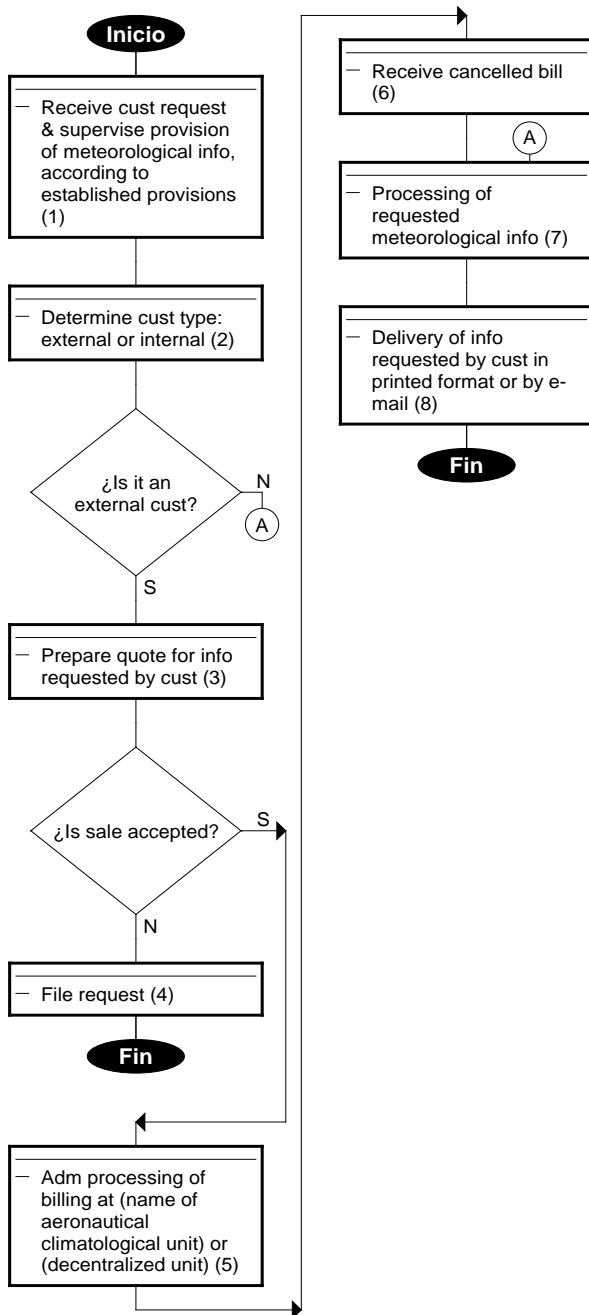 Inicio
Receive cust request
& supervise provision
of meteorological info,
according to
established provisions
(1)
Determine cust type:
external or internal (2)
¿Is it an
external cust?
N
A
S
Prepare quote for info
requested by cust (3)
¿Is sale accepted?
S
N
File request (4)
Fin
Adm processing of
billing at (name of
aeronautical
climatological unit) or
(decentralized unit) (5)
Receive cancelled bill
(6)
A
Processing of
requested
meteorological info (7)
Delivery of info
requested by cust in
printed format or by e-
mail (8)
Fin